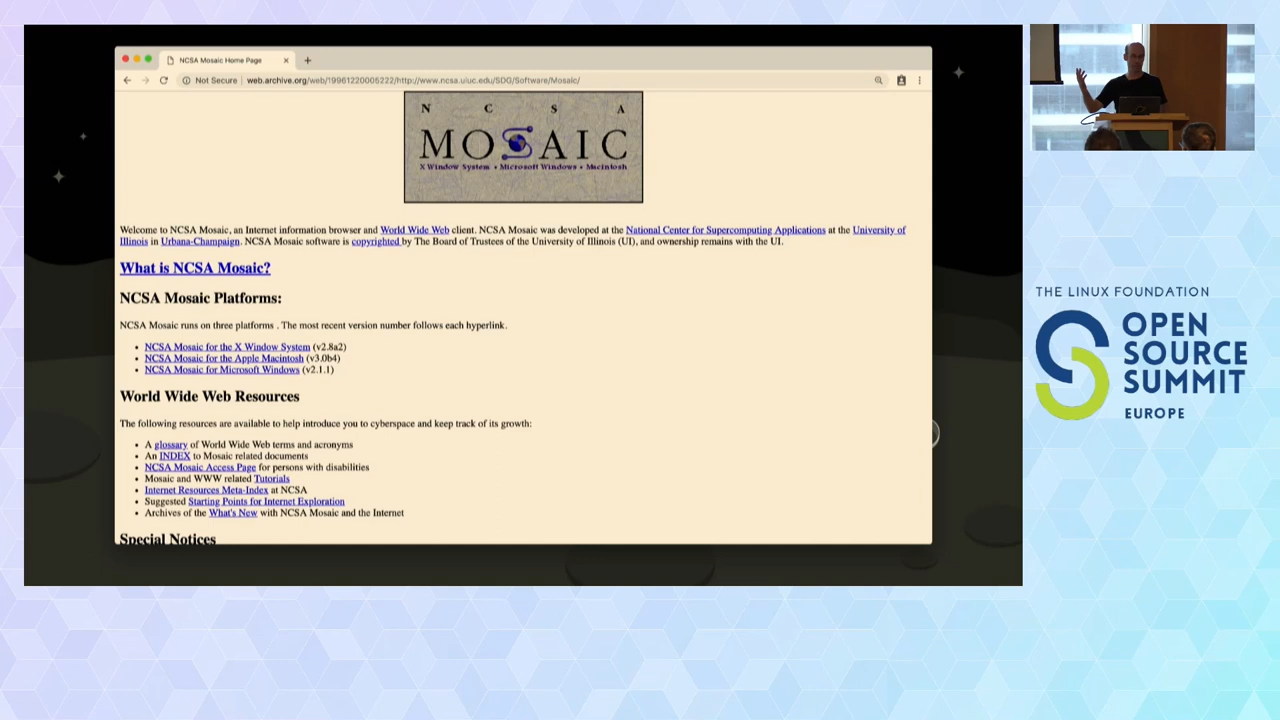 NCSA Mosaic Home Page
Not Secure | web.archive.org/web/19961220005222/http://www.ncsa.uiuc.edu/SDG/Software/Mosaic/
N C S A
MOSAIC
X Window System • Microsoft Windows • Macintosh
Welcome to NCSA Mosaic, an Internet information browser and World Wide Web client. NCSA Mosaic was developed at the National Center for Supercomputing Applications at the University of
Illinois in Urbana-Champaign. NCSA Mosaic software is copyrighted by The Board of Trustees of the University of Illinois (UI), and ownership remains with the UI.
What is NCSA Mosaic?
NCSA Mosaic Platforms:
NCSA Mosaic runs on three platforms . The most recent version number follows each hyperlink.
• NCSA Mosaic for the X Window System (v2.8a2)
• NCSA Mosaic for the Apple Macintosh (v3.0b4)
• NCSA Mosaic for Microsoft Windows (v2.1.1)
World Wide Web Resources
The following resources are available to help introduce you to cyberspace and keep track of its growth:
• A glossary of World Wide Web terms and acronyms
• An INDEX to Mosaic related documents
• NCSA Mosaic Access Page for persons with disabilities
• Mosaic and WWW related Tutorials
• Internet Resources Meta-Index at NCSA
• Suggested Starting Points for Internet Exploration
• Archives of the What's New with NCSA Mosaic and the Internet
Special Notices
THE LINUX FOUNDATION
OPEN
SOURCE
SUMMIT
EUROPE